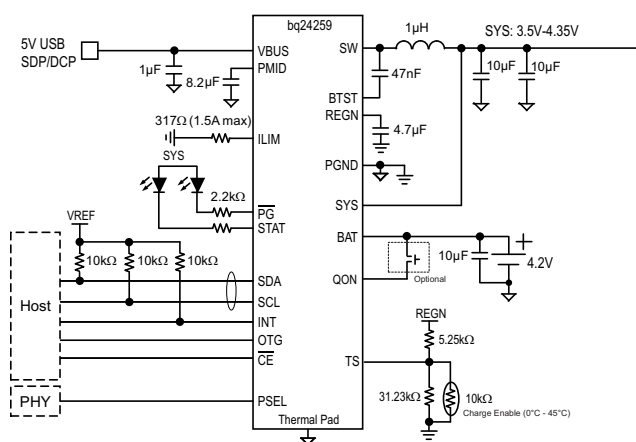 bq24259
5V USB
SDP/DCP
1µF
8.2µF
317Ω (1.5A max)
SYS
2.2kΩ
VREF
10kΩ
10kΩ
10kΩ
Host
PHY
VBUS
PMID
ILIM
PG
STAT
SDA
SCL
INT
OTG
CE
PSEL
Thermal Pad
SW
BTST
REGN
PGND
SYS
BAT
QON
TS
1µH
SYS: 3.5V-4.35V
47nF
10µF
10µF
4.7µF
Optional
10µF
+
4.2V
REGN
5.25kΩ
31.23kΩ
10kΩ
Charge Enable (0°C - 45°C)